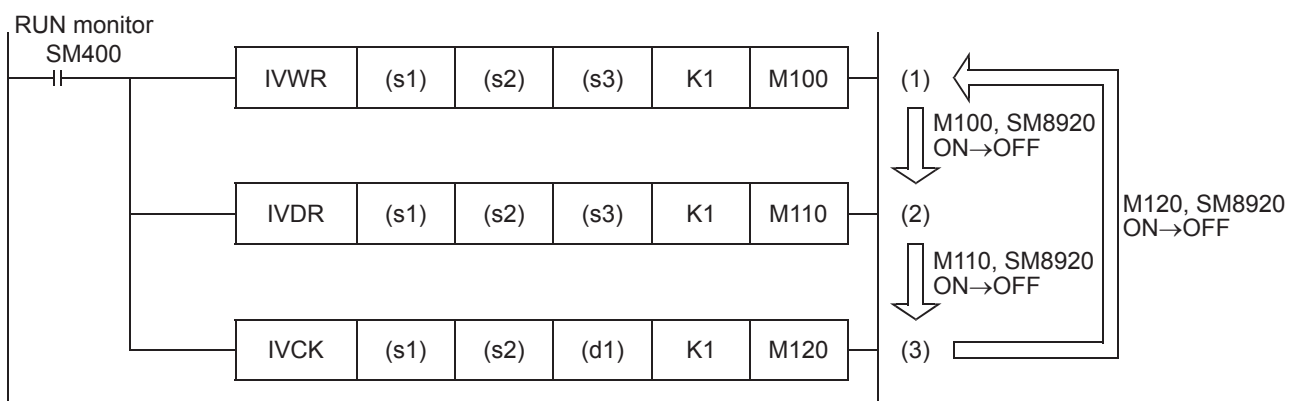 RUN monitor
SM400
IVWR (s1) (s2) (s3) K1 M100 (1)
M100, SM8920
ON→OFF
IVDR (s1) (s2) (s3) K1 M110 (2)
M120, SM8920
ON→OFF
M110, SM8920
ON→OFF
IVCK (s1) (s2) (d1) K1 M120 (3)